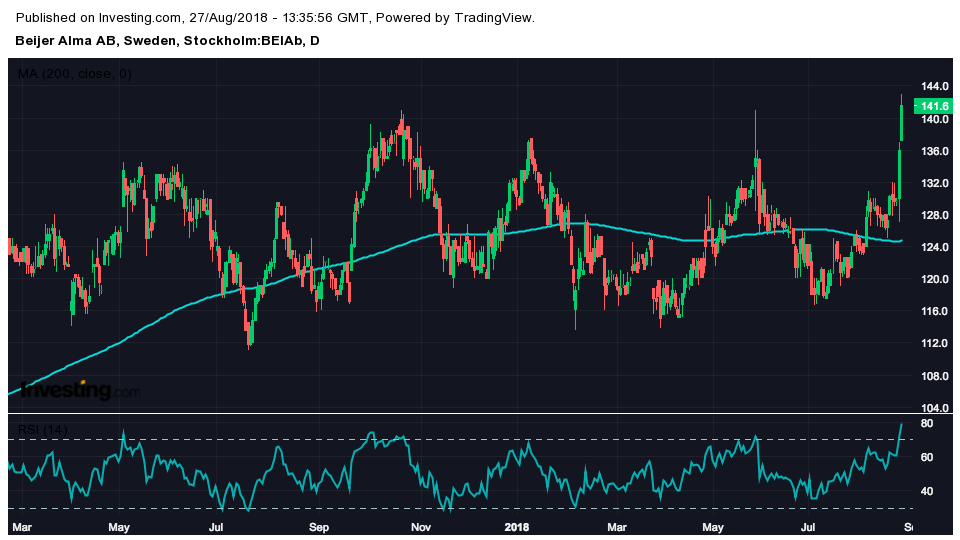 Published on Investing.com, 27/Aug/2018 - 13:35:56 GMT, Powered by TradingView.
Beijer Alma AB, Sweden, Stockholm:BEIAb, D
MA (200, close, 0)
144.0
141.6
140.0
136.0
132.0
128.0
124.0
120.0
116.0
112.0
108.0
104.0
Investing.com
RSI (14)
80
60
40
Mar May Jul Sep Nov 2018 Mar May Jul S